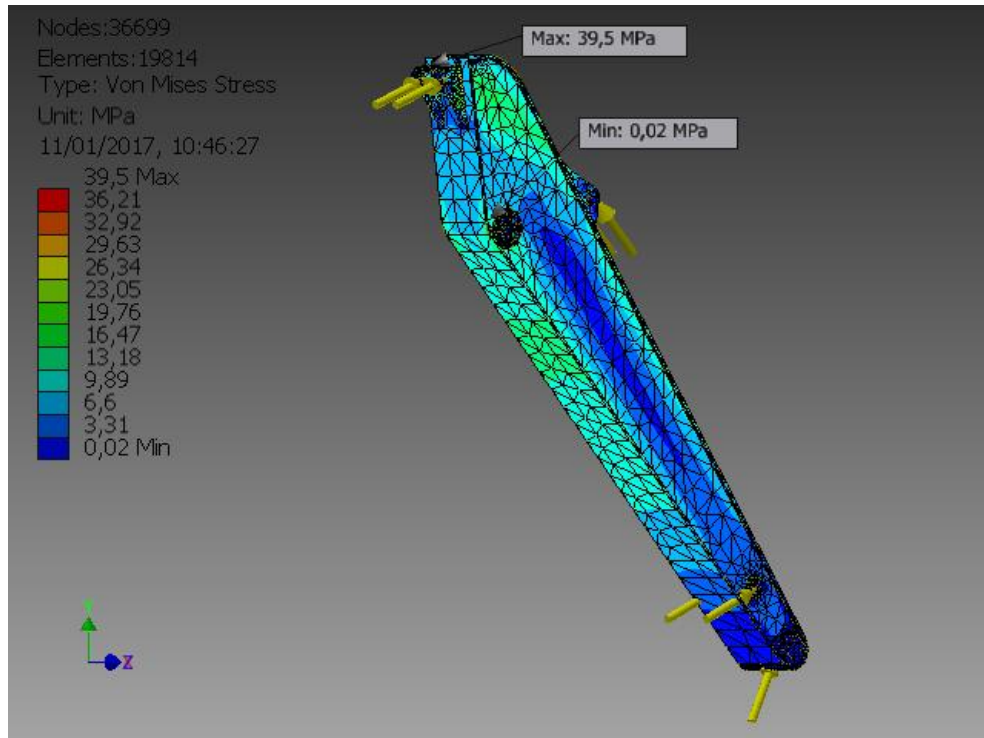 Nodes:36699
Elements:19814
Type: Von Mises Stress
Unit: MPa
11/01/2017, 10:46:27
39,5 Max
36,21
32,92
29,63
26,34
23,05
19,76
16,47
13,18
9,89
6,6
3,31
0,02 Min
Max: 39,5 MPa
Min: 0,02 MPa
Y
Z